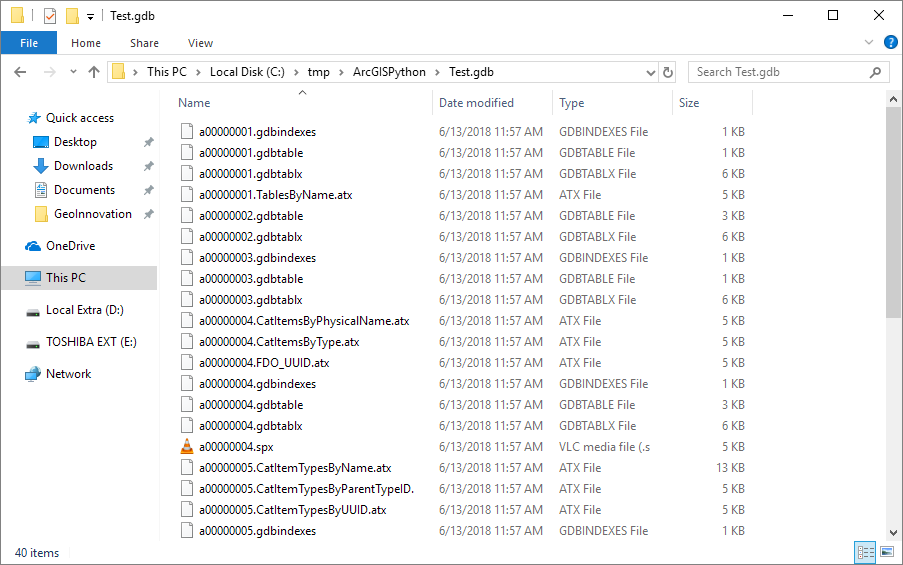 Test.gdb
File Home Share View
This PC Local Disk (C:) tmp ArcGISPython Test.gdb Search Test.gdb
Name Date modified Type Size
Quick access
Desktop
Downloads
Documents
GeoInnovation
OneDrive
This PC
Local Extra (D:)
TOSHIBA EXT (E:)
Network
a00000001.gdbindexes 6/13/2018 11:57 AM GDBINDEXES File 1 KB
a00000001.gdbtable 6/13/2018 11:57 AM GDBTABLE File 1 KB
a00000001.gdbtablx 6/13/2018 11:57 AM GDBTABLX File 6 KB
a00000001.TablesByName.atx 6/13/2018 11:57 AM ATX File 5 KB
a00000002.gdbtable 6/13/2018 11:57 AM GDBTABLE File 3 KB
a00000002.gdbtablx 6/13/2018 11:57 AM GDBTABLX File 6 KB
a00000003.gdbindexes 6/13/2018 11:57 AM GDBINDEXES File 1 KB
a00000003.gdbtable 6/13/2018 11:57 AM GDBTABLE File 1 KB
a00000003.gdbtablx 6/13/2018 11:57 AM GDBTABLX File 6 KB
a00000004.CatItemsByPhysicalName.atx 6/13/2018 11:57 AM ATX File 5 KB
a00000004.CatItemsByType.atx 6/13/2018 11:57 AM ATX File 5 KB
a00000004.FDO_UUID.atx 6/13/2018 11:57 AM ATX File 5 KB
a00000004.gdbindexes 6/13/2018 11:57 AM GDBINDEXES File 1 KB
a00000004.gdbtable 6/13/2018 11:57 AM GDBTABLE File 3 KB
a00000004.gdbtablx 6/13/2018 11:57 AM GDBTABLX File 6 KB
a00000004.spx 6/13/2018 11:57 AM VLC media file (.s 5 KB
a00000005.CatItemTypesByName.atx 6/13/2018 11:57 AM ATX File 13 KB
a00000005.CatItemTypesByParentTypeID. 6/13/2018 11:57 AM ATX File 5 KB
a00000005.CatItemTypesByUUID.atx 6/13/2018 11:57 AM ATX File 5 KB
a00000005.gdbindexes 6/13/2018 11:57 AM GDBINDEXES File 1 KB
40 items